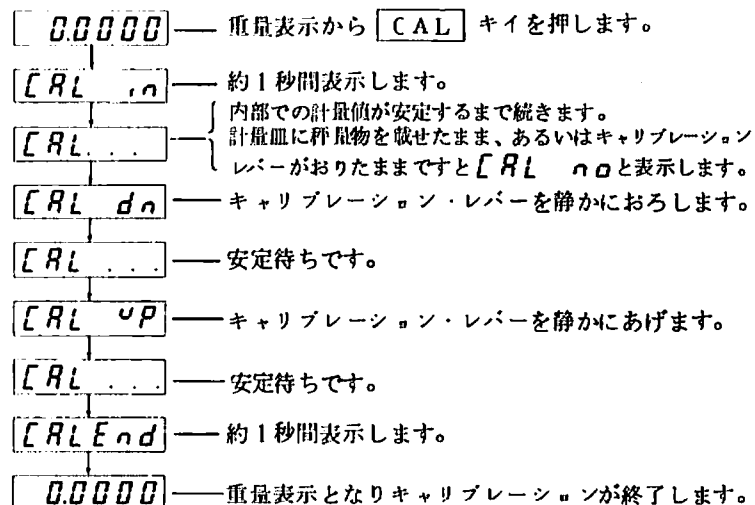 0.0000 重量表示から CAL キイを押します。
CAL in 約1秒間表示します。
内部での計量値が安定するまで続きます。
CAL... 計量皿に秤量物を載せたまま、あるいはキャリブレーション
レバーがおりたままですとCAL noと表示します。
CAL dn キャリブレーション・レバーを静かにおろします。
CAL ... 安定待ちです。
CAL UP キャリブレーション・レバーを静かにあげます。
CAL ... 安定待ちです。
CALEnd 約1秒間表示します。
0.0000 重量表示となりキャリブレーションが終了します。